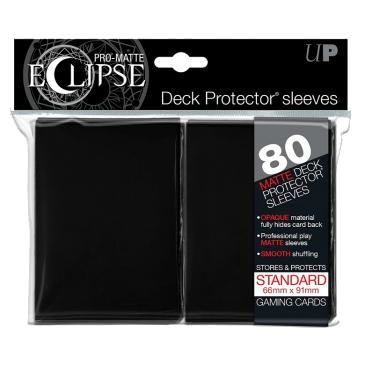 PRO-MATTE
ECLIPSE
UP
Deck Protector® sleeves
80
MATTE DECK
PROTECTOR
SLEEVES
• OPAQUE material
fully hides card back
• Professional play
MATTE sleeves
• SMOOTH shuffling
STORES & PROTECTS
STANDARD
66mm x 91mm
GAMING CARDS